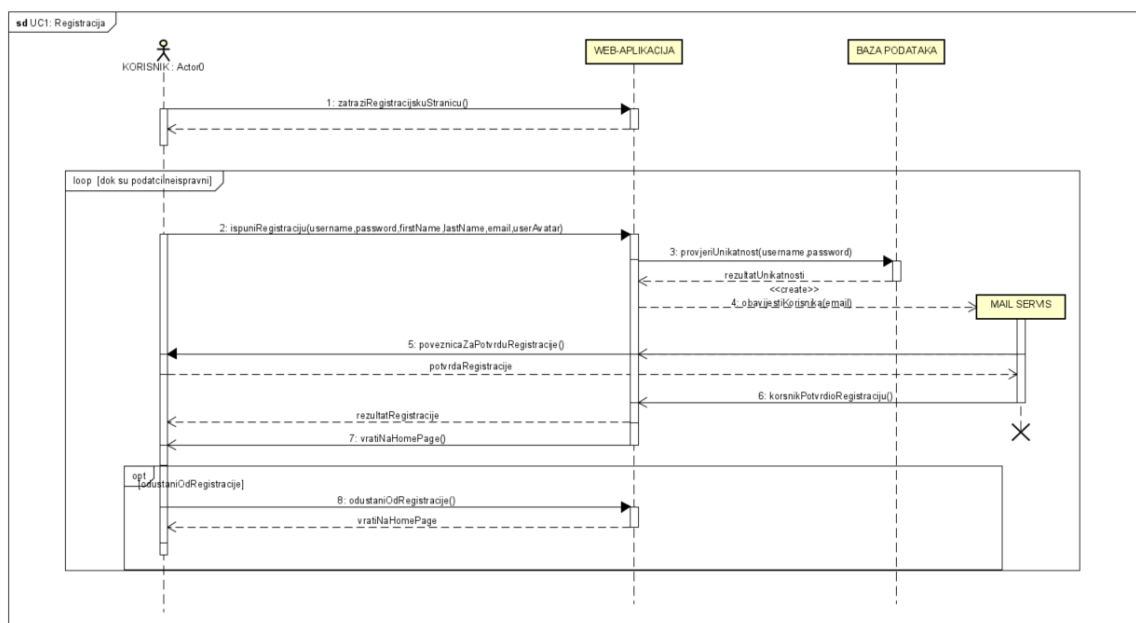 sd UC1: Registracija
KORISNIK : Actor0
WEB-APLIKACIJA
BAZA PODATAKA
1: zatraziRegistracijskuStranicu()
loop [dok su podatci neispravni]
2: ispuniRegistraciju(username,password,firstName,lastName,email,userAvatar)
3: provjeriUnikatnost(username,password)
rezultatUnikatnosti
<<create>>
4: obavijestiKorisnika(email)
MAIL SERVIS
5: poveznicaZaPotvrduRegistracije()
potvrdaRegistracije
6: korsnikPotvrdioRegistraciju()
rezultatRegistracije
7: vratiNaHomePage()
opt
[odustaniOdRegistracije]
8: odustaniOdRegistracije()
vratiNaHomePage